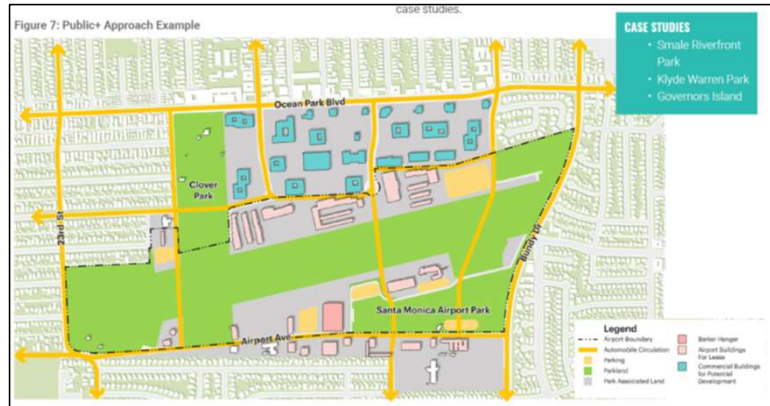 case studies.
Figure 7: Public+ Approach Example
CASE STUDIES
• Smale Riverfront
Park
• Klyde Warren Park
• Governors Island
Ocean Park Blvd
Clover
Park
23rd St
Bundy Dr
Santa Monica Airport Park
Airport Ave
Legend
Airport Boundary
Automobile Circulation
Parking
Parkland
Park Associated Land
Barker Hangar
Airport Buildings
For Lease
Commercial Buildings
for Potential
Development